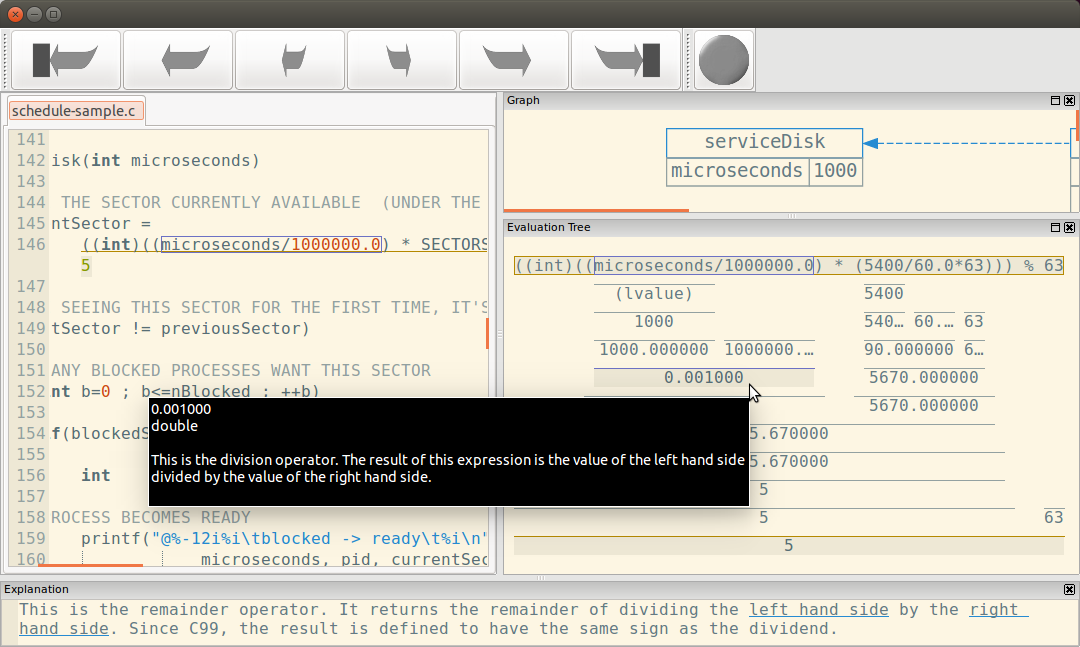 schedule-sample.c
141
142 isk(int microseconds)
143
144 THE SECTOR CURRENTLY AVAILABLE (UNDER THE
145 ntSector =
146 ((int)((microseconds/1000000.0) * SECTORS
5
147
148 SEEING THIS SECTOR FOR THE FIRST TIME, IT'S
149 tSector != previousSector)
150
151 ANY BLOCKED PROCESSES WANT THIS SECTOR
152 nt b=0 ; b<=nBlocked ; ++b)
153
154 f(blockedS
155
156 int
157
158 ROCESS BECOMES READY
159 printf("@%-12i%i\tblocked -> ready\t%i\n"
160 microseconds, pid, currentSec
Graph
serviceDisk
microseconds 1000
Evaluation Tree
((int)((microseconds/1000000.0) * (5400/60.0*63))) % 63
(lvalue) 5400
1000 540… 60.… 63
1000.000000 1000000.… 90.000000 6…
0.001000 5670.000000
5670.000000
5.670000
5.670000
5
5 63
5
0.001000
double
This is the division operator. The result of this expression is the value of the left hand side
divided by the value of the right hand side.
Explanation
This is the remainder operator. It returns the remainder of dividing the left hand side by the right
hand side. Since C99, the result is defined to have the same sign as the dividend.